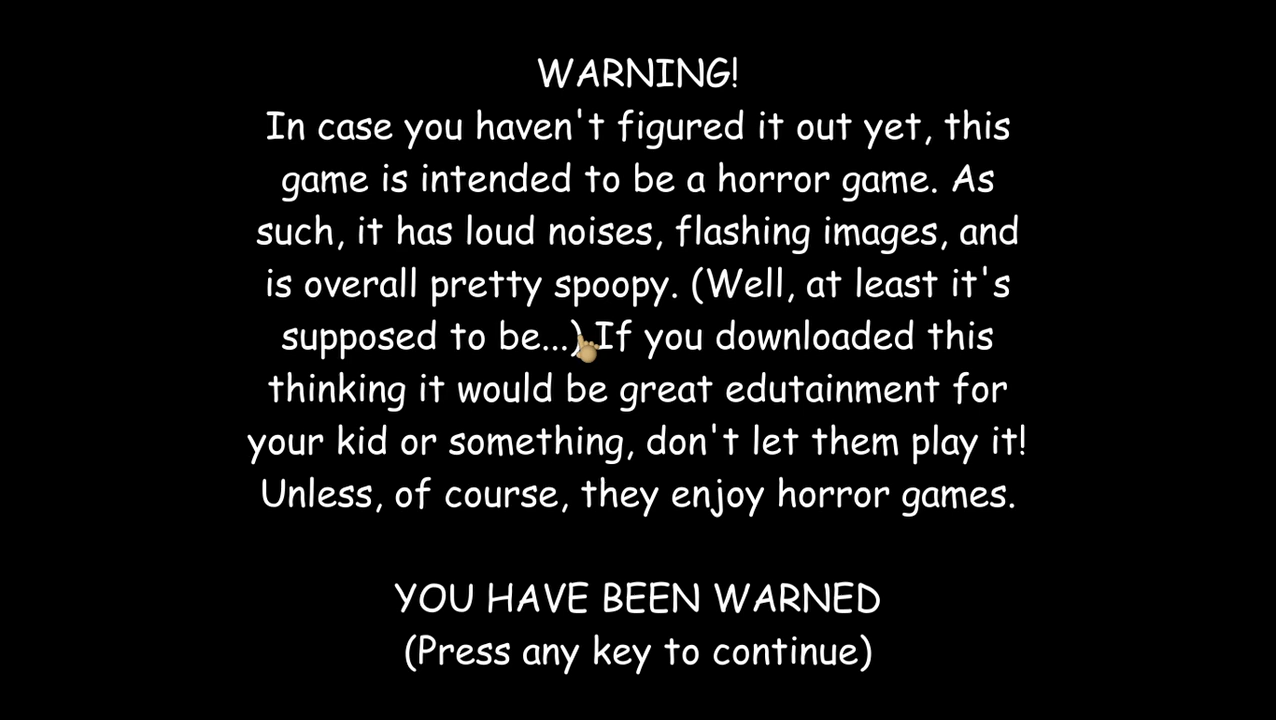 WARNING!
In case you haven't figured it out yet, this
game is intended to be a horror game. As
such, it has loud noises, flashing images, and
is overall pretty spoopy. (Well, at least it's
supposed to be...) If you downloaded this
thinking it would be great edutainment for
your kid or something, don't let them play it!
Unless, of course, they enjoy horror games.
YOU HAVE BEEN WARNED
(Press any key to continue)